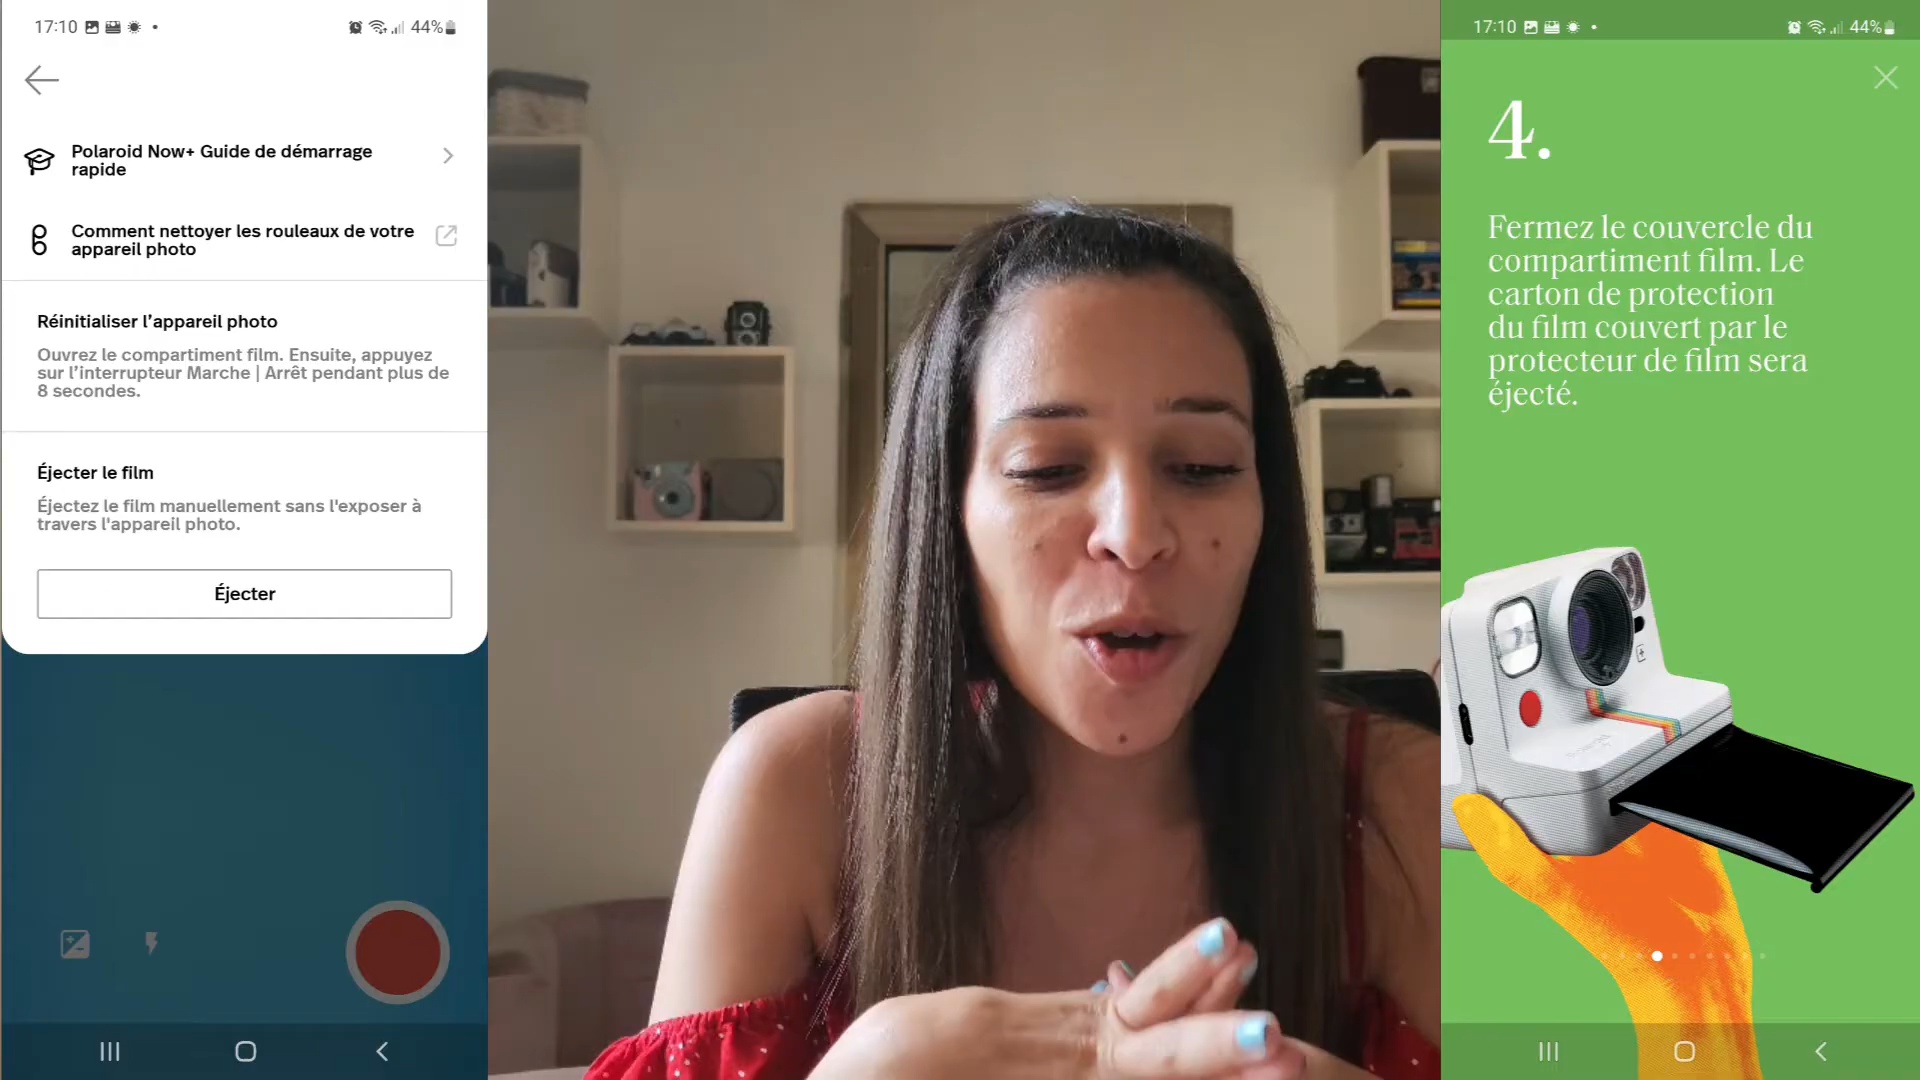 17:10
44%
Polaroid Now+ Guide de démarrage
rapide
Comment nettoyer les rouleaux de votre
appareil photo
Réinitialiser l’appareil photo
Ouvrez le compartiment film. Ensuite, appuyez
sur l’interrupteur Marche | Arrêt pendant plus de
8 secondes.
Éjecter le film
Éjectez le film manuellement sans l'exposer à
travers l'appareil photo.
Éjecter
17:10
44%
4.
Fermez le couvercle du
compartiment film. Le
carton de protection
du film couvert par le
protecteur de film sera
éjecté.